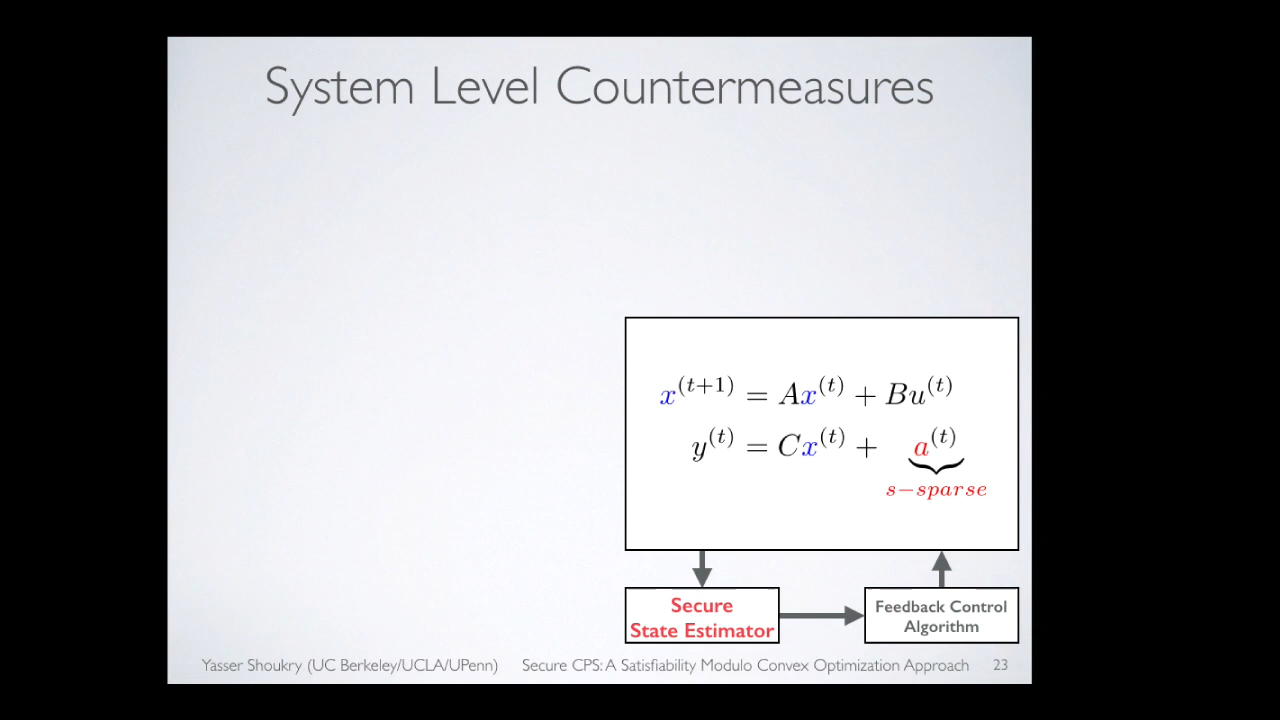 System Level Countermeasures
x^{(t+1)} = Ax^{(t)} + Bu^{(t)}
y^{(t)} = Cx^{(t)} + a^{(t)}
s-sparse
Secure
State Estimator
Feedback Control
Algorithm
Yasser Shoukry (UC Berkeley/UCLA/UPenn) Secure CPS: A Satisfiability Modulo Convex Optimization Approach 23